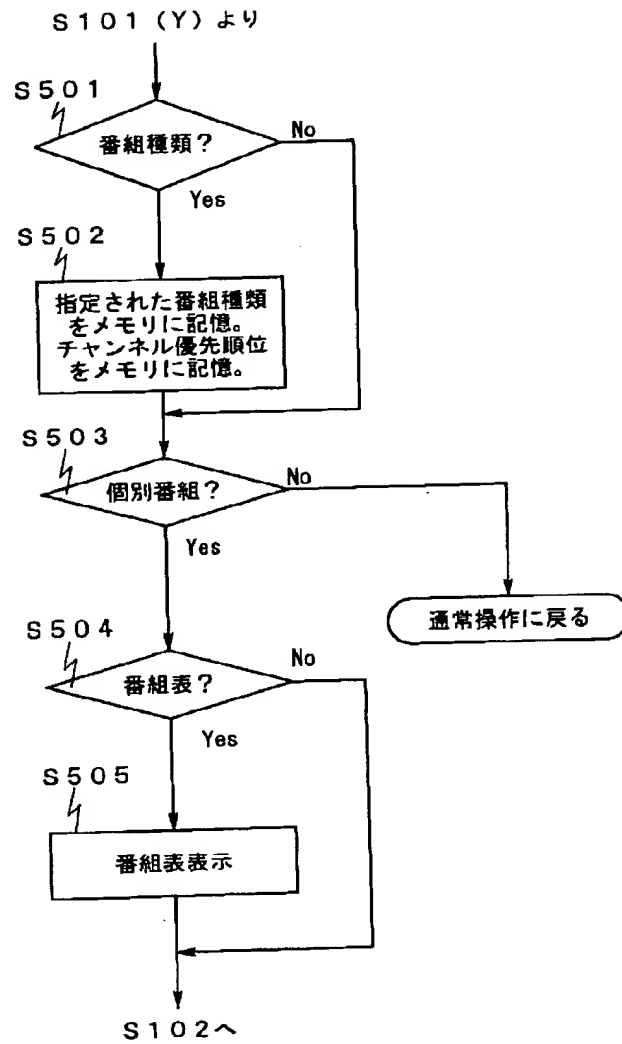 S101(Y)より
S501
番組種類?
No
Yes
S502
指定された番組種類
をメモリに記憶。
チャンネル優先順位
をメモリに記憶。
S503
個別番組?
No
Yes
通常操作に戻る
S504
番組表?
No
Yes
S505
番組表表示
S102へ